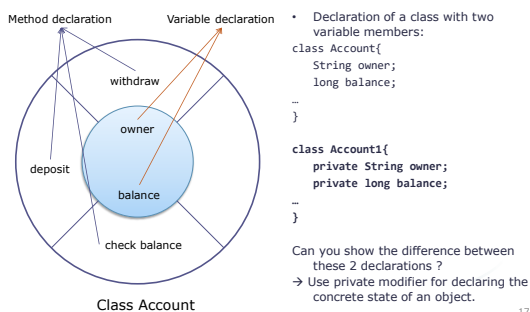 Method declaration
Variable declaration
withdraw
owner
deposit
balance
check balance
Class Account
• Declaration of a class with two
variable members:
class Account{
String owner;
long balance;
…
}
class Account1{
private String owner;
private long balance;
…
}
Can you show the difference between
these 2 declarations ?
→ Use private modifier for declaring the
concrete state of an object.
17